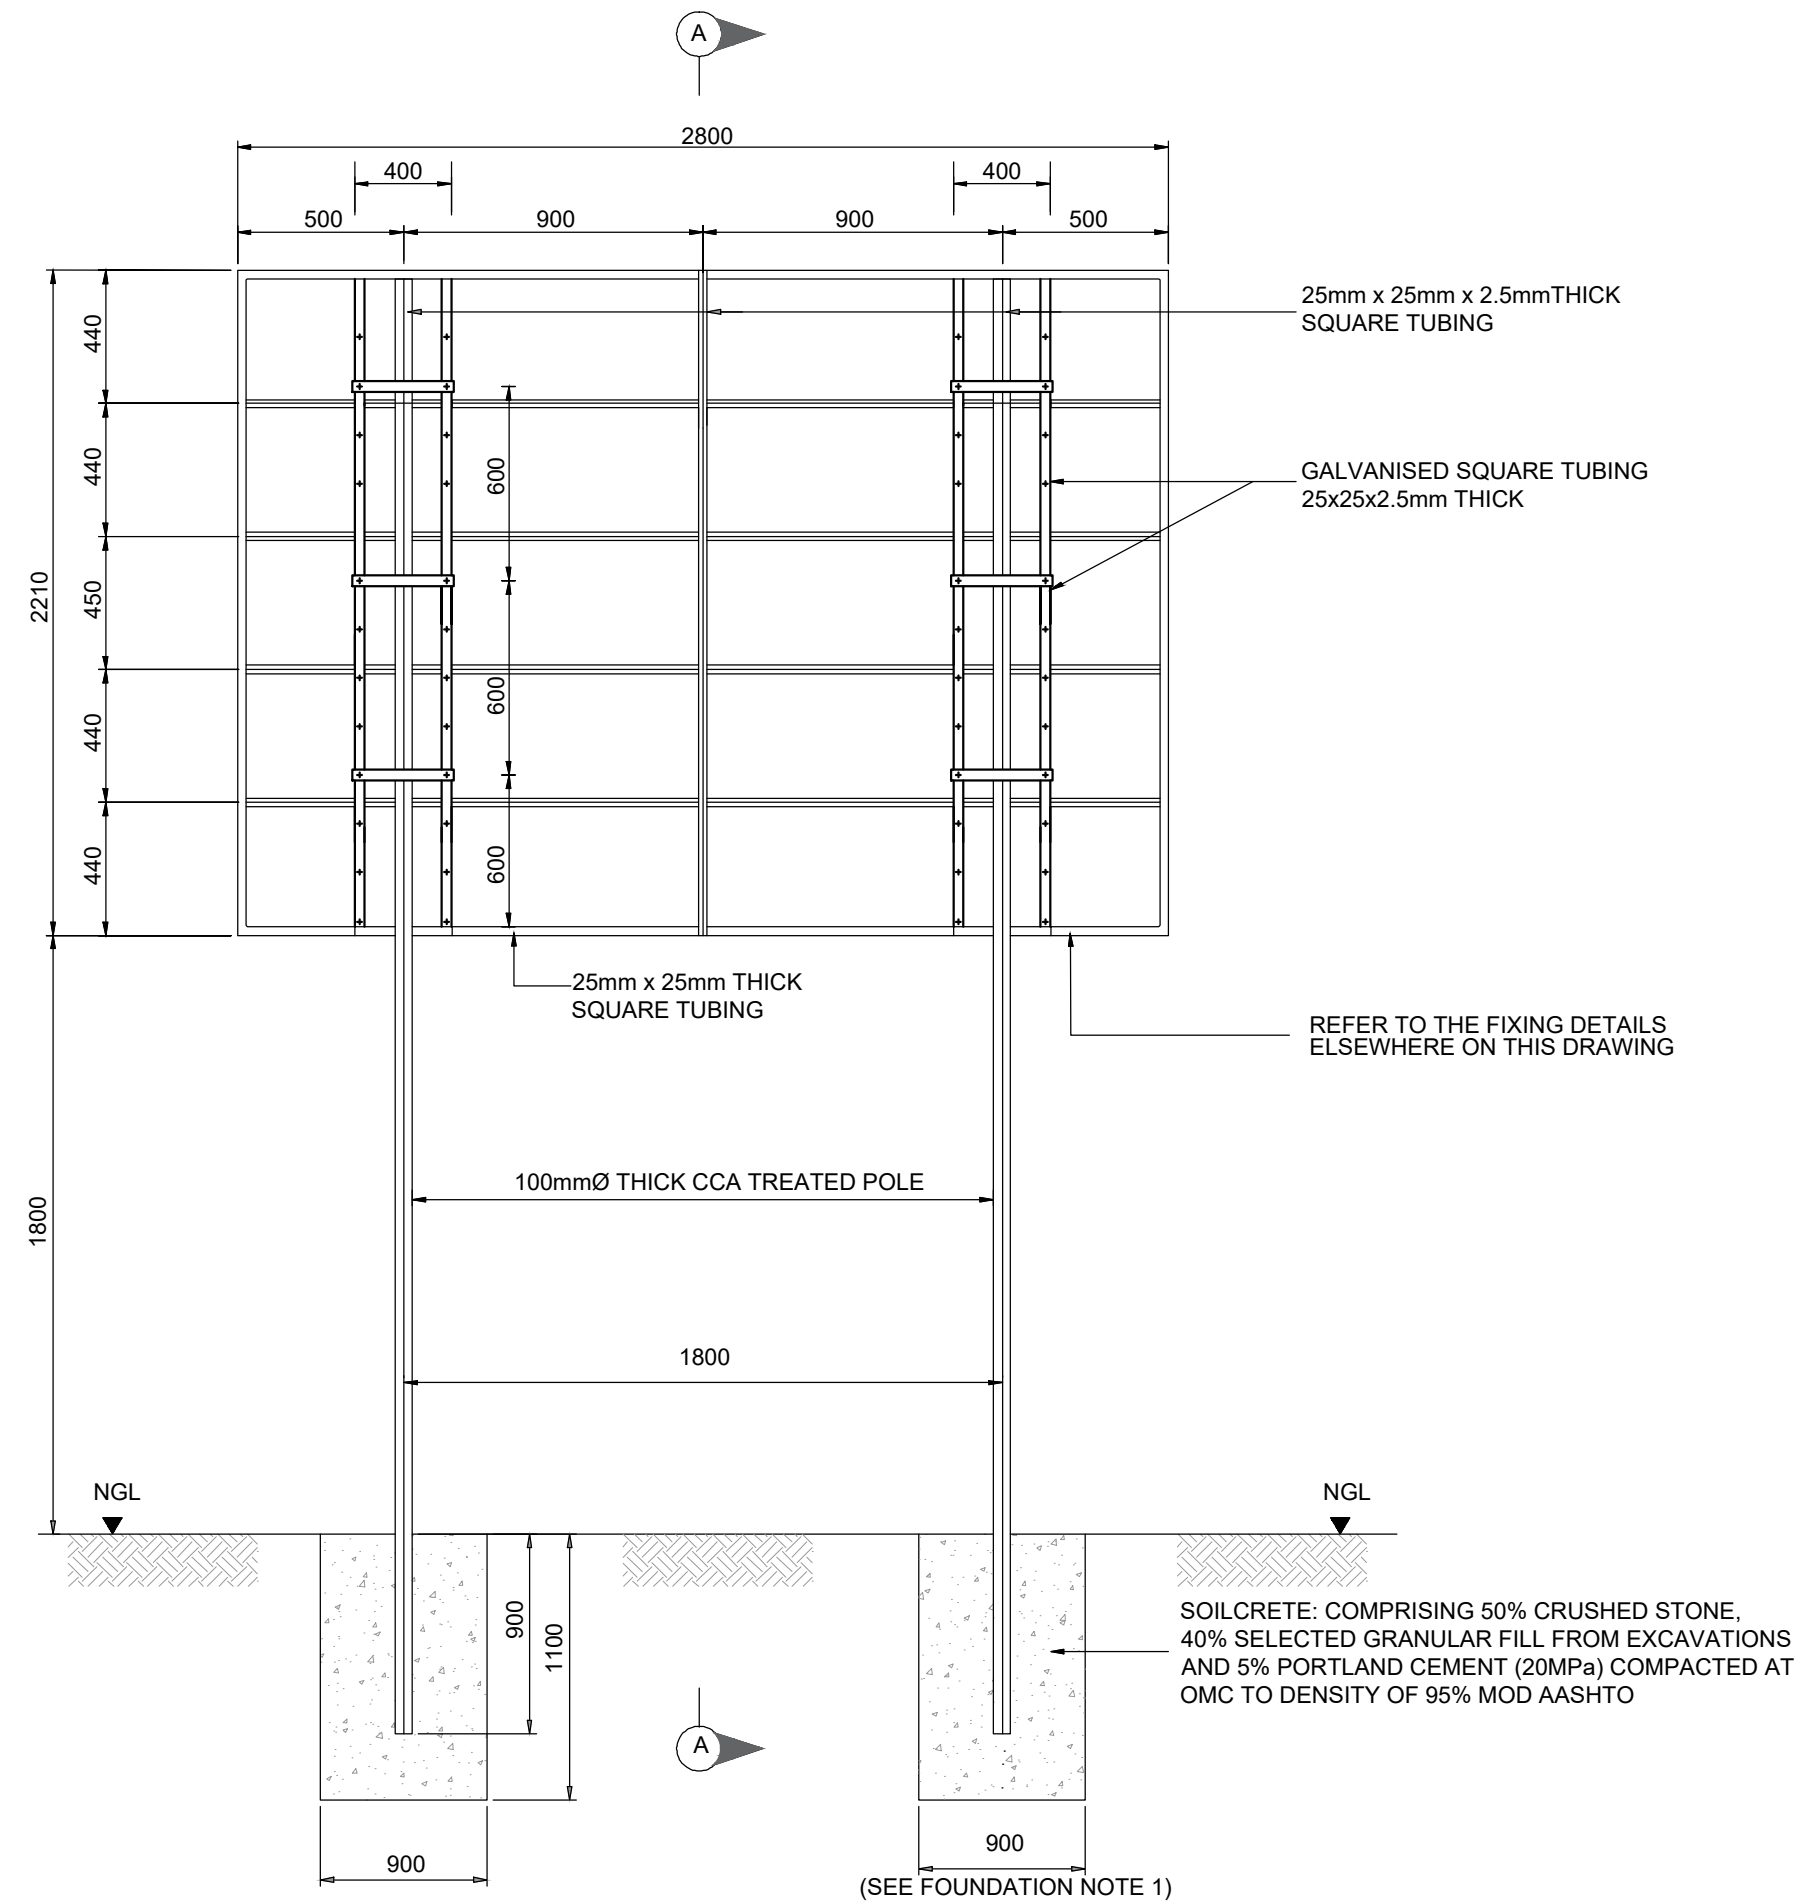 A
2800
400
400
500
900
900
500
25mm x 25mm x 2.5mmTHICK
SQUARE TUBING
440
440
600
GALVANISED SQUARE TUBING
25x25x2.5mm THICK
2210
450
600
440
440
600
25mm x 25mm THICK
SQUARE TUBING
REFER TO THE FIXING DETAILS
ELSEWHERE ON THIS DRAWING
100mmØ THICK CCA TREATED POLE
1800
1800
NGL
NGL
900
1100
SOILCRETE: COMPRISING 50% CRUSHED STONE,
40% SELECTED GRANULAR FILL FROM EXCAVATIONS
AND 5% PORTLAND CEMENT (20MPa) COMPACTED AT
OMC TO DENSITY OF 95% MOD AASHTO
A
900
900
(SEE FOUNDATION NOTE 1)